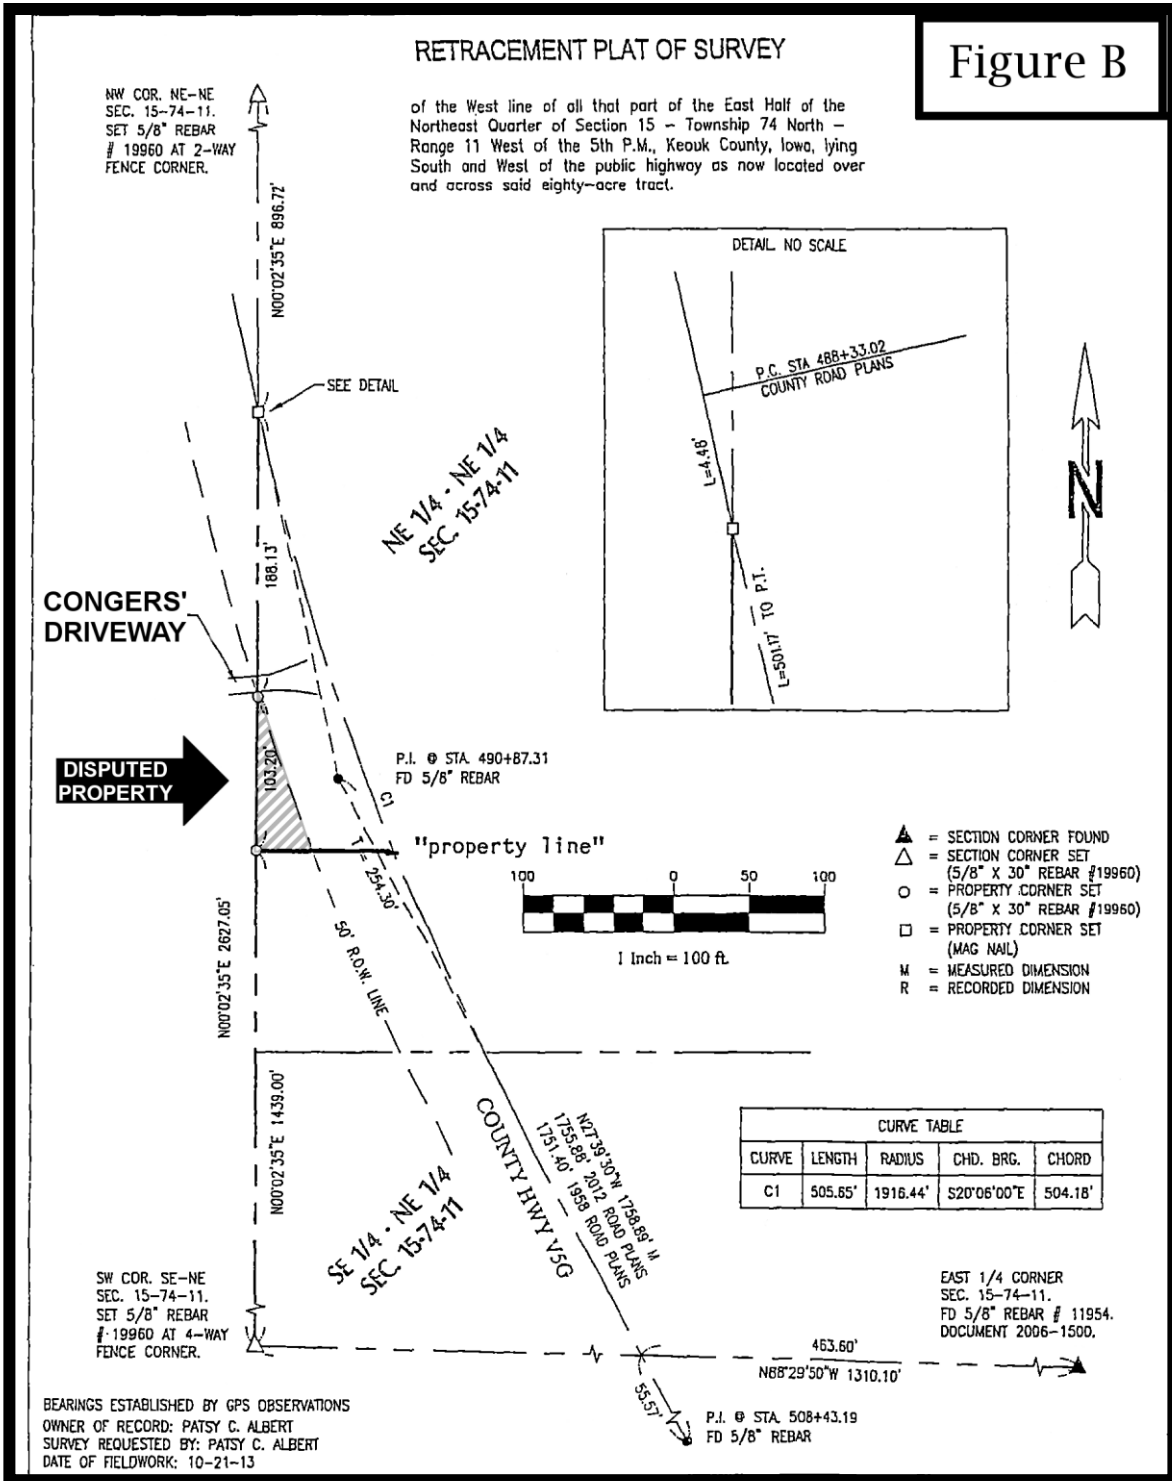 Figure B
RETRACEMENT PLAT OF SURVEY
of the West line of all that part of the East Half of the
Northeast Quarter of Section 15 - Township 74 North -
Range 11 West of the 5th P.M., Keouk County, Iowa, lying
South and West of the public highway as now located over
and across said eighty-acre tract.
NW COR. NE-NE
SEC. 15-74-11.
SET 5/8" REBAR
# 19960 AT 2-WAY
FENCE CORNER.
N00°02'35"E 896.72'
SEE DETAIL
DETAIL NO SCALE
P.C. STA 488+33.02
COUNTY ROAD PLANS
L=4.48'
L=501.17' TO P.T.
N
NE 1/4 - NE 1/4
SEC. 15-74-11
188.13'
CONGERS'
DRIVEWAY
DISPUTED
PROPERTY
103.20'
P.I. @ STA. 490+87.31
FD 5/8" REBAR
C1
T = 254.30'
"property line"
50' R.O.W. LINE
100 50 0 50 100
1 Inch = 100 ft.
= SECTION CORNER FOUND
= SECTION CORNER SET
(5/8" X 30" REBAR #19960)
= PROPERTY CORNER SET
(5/8" X 30" REBAR #19960)
= PROPERTY CORNER SET
(MAG NAIL)
M = MEASURED DIMENSION
R = RECORDED DIMENSION
N00°02'35"E 2627.05'
N00°02'35"E 1439.00'
COUNTY HWY V5G
N27°39'30"W 1758.89' M
1755.88' 2012 ROAD PLANS
1751.40' 1958 ROAD PLANS
SE 1/4 - NE 1/4
SEC. 15-74-11
CURVE TABLE
CURVE LENGTH RADIUS CHD. BRG. CHORD
C1 505.65' 1916.44' S20°06'00"E 504.18'
SW COR. SE-NE
SEC. 15-74-11.
SET 5/8" REBAR
# 19960 AT 4-WAY
FENCE CORNER.
EAST 1/4 CORNER
SEC. 15-74-11.
FD 5/8" REBAR # 11954.
DOCUMENT 2006-1500.
463.60'
N88°29'50"W 1310.10'
55.57'
P.I. @ STA. 508+43.19
FD 5/8" REBAR
BEARINGS ESTABLISHED BY GPS OBSERVATIONS
OWNER OF RECORD: PATSY C. ALBERT
SURVEY REQUESTED BY: PATSY C. ALBERT
DATE OF FIELDWORK: 10-21-13